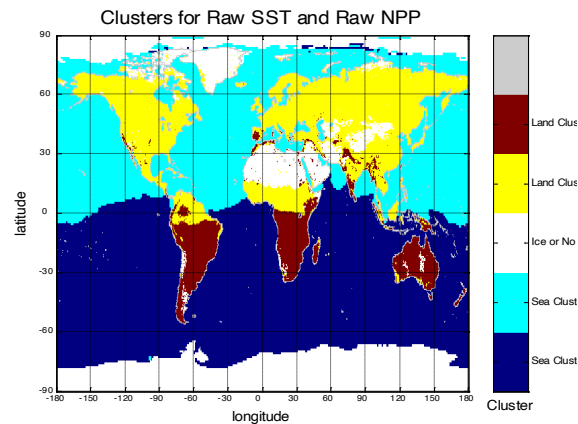 Clusters for Raw SST and Raw NPP
latitude
90
60
30
0
-30
-60
-90
-180 -150 -120 -90 -60 -30 0 30 60 90 120 150 180
longitude
Land Clus
Land Clus
Ice or No
Sea Clust
Sea Clust
Cluster